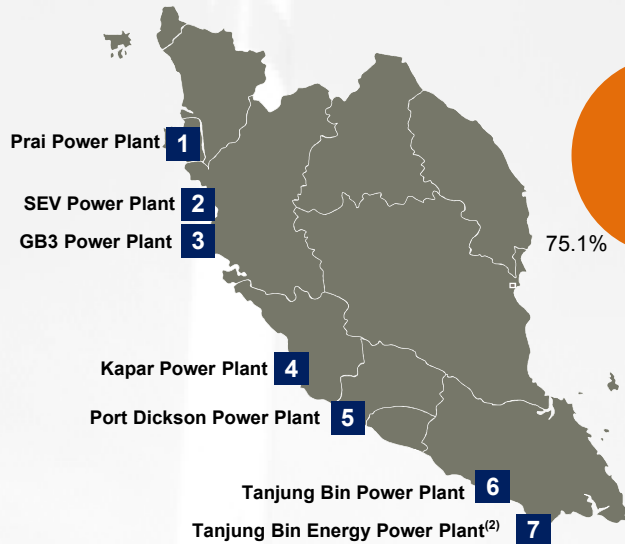 Prai Power Plant 1
SEV Power Plant 2
GB3 Power Plant 3
75.1%
Kapar Power Plant 4
Port Dickson Power Plant 5
Tanjung Bin Power Plant 6
Tanjung Bin Energy Power Plant(2) 7